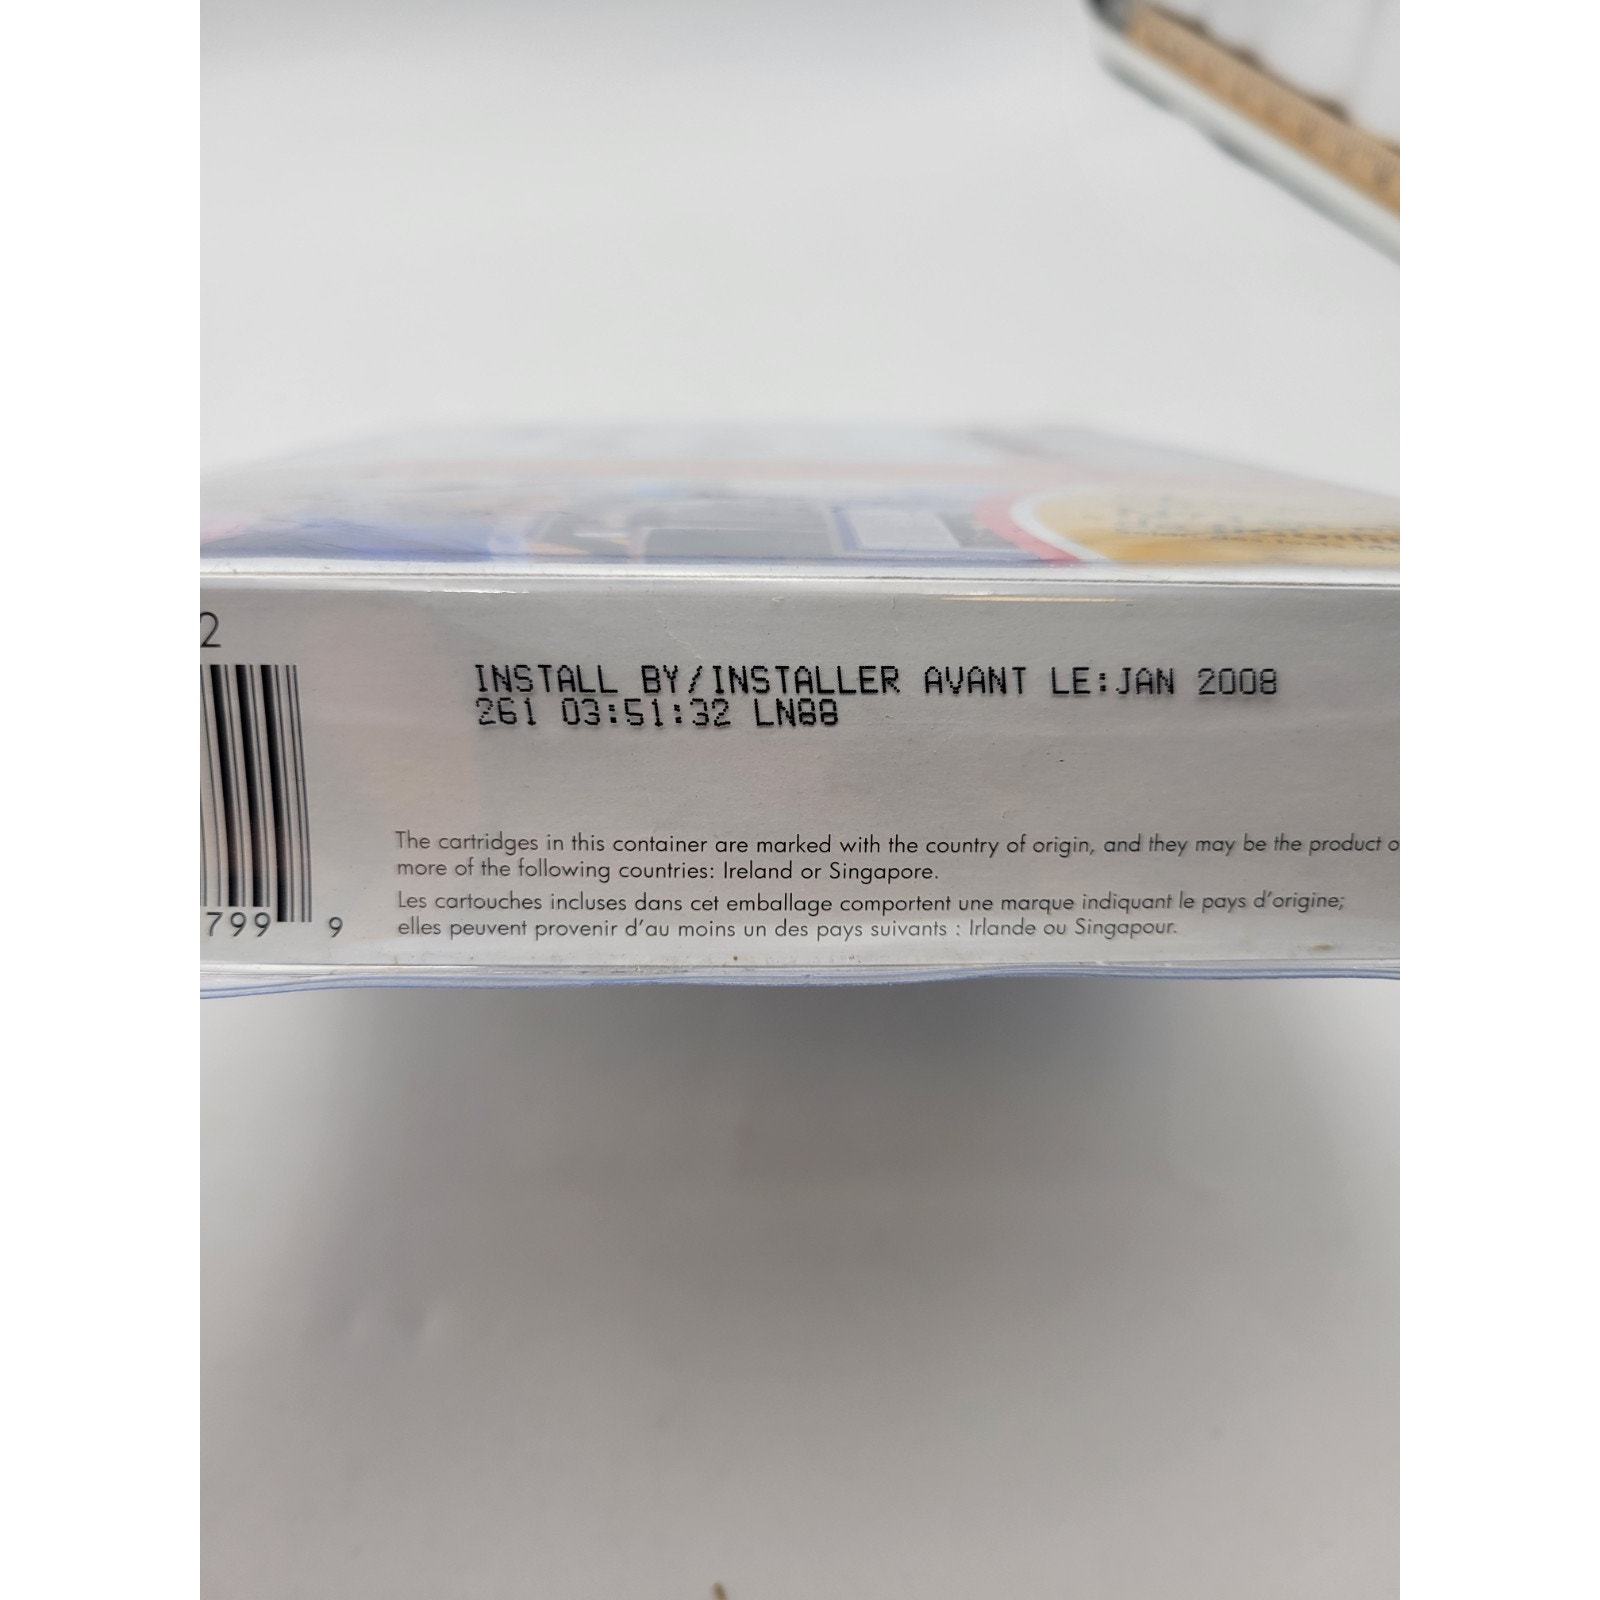 2
INSTALL BY/INSTALLER AVANT LE:JAN 2008
261 03:51:32 LN88
The cartridges in this container are marked with the country of origin, and they may be the product o
more of the following countries: Ireland or Singapore.
Les cartouches incluses dans cet emballage comportent une marque indiquant le pays d'origine;
elles peuvent provenir d'au moins un des pays suivants : Irlande ou Singapour.
799 9